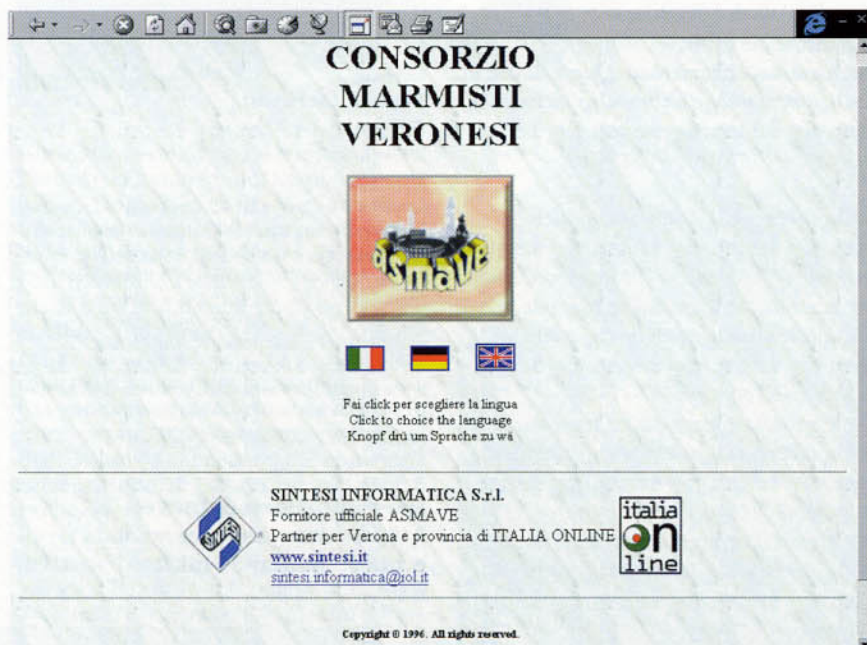 CONSORZIO
MARMISTI
VERONESI
asmave
Fai click per scegliere la lingua
Click to choice the language
Knopf drü um Sprache zu wä
SINTESI INFORMATICA S.r.l.
SINTESI
Fornitore ufficiale ASMAVE
Partner per Verona e provincia di ITALIA ONLINE
www.sintesi.it
sintesi.informatica@iol.it
italia
on
line
Copyright © 1996. All rights reserved.